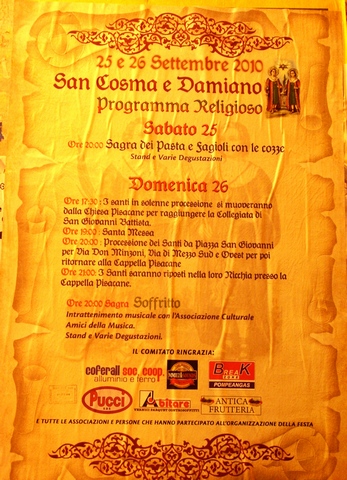 25 e 26 Settembre 2010
San Cosma e Damiano
Programma Religioso
Sabato 25
Ore 20:00 Sagra dei Pasta e Fagioli con le cozze
Stand e Varie Degustazioni
Domenica 26
Ore 17:30 : I santi in solenne processione si muoveranno
dalla Chiesa Pisacane per raggiungere la Collegiata di
San Giovanni Battista.
Ore 19:00 : Santa Messa
Ore 20:00 : Processione dei Santi da Piazza San Giovanni
per Via Don Minzoni, Via di Mezzo Sud e Ovest per poi
ritornare alla Cappella Pisacane
Ore 21:00: I Santi saranno riposti nella loro Nicchia presso la
Cappella Pisacane.
Ore 20:00 Sagra Soffritto
Intrattenimento musicale con l'Associazione Culturale
Amici della Musica.
Stand e Varie Degustazioni.
IL COMITATO RINGRAZIA:
coferall soc. coop.
alluminio e ferro
BREAK
POMPEANGAS
PUCCI
Abitare
ANTICA
FRUTTERIA
E TUTTE LE ASSOCIAZIONI E PERSONE CHE HANNO PARTECIPATO ALL'ORGANIZZAZIONE DELLA FESTA